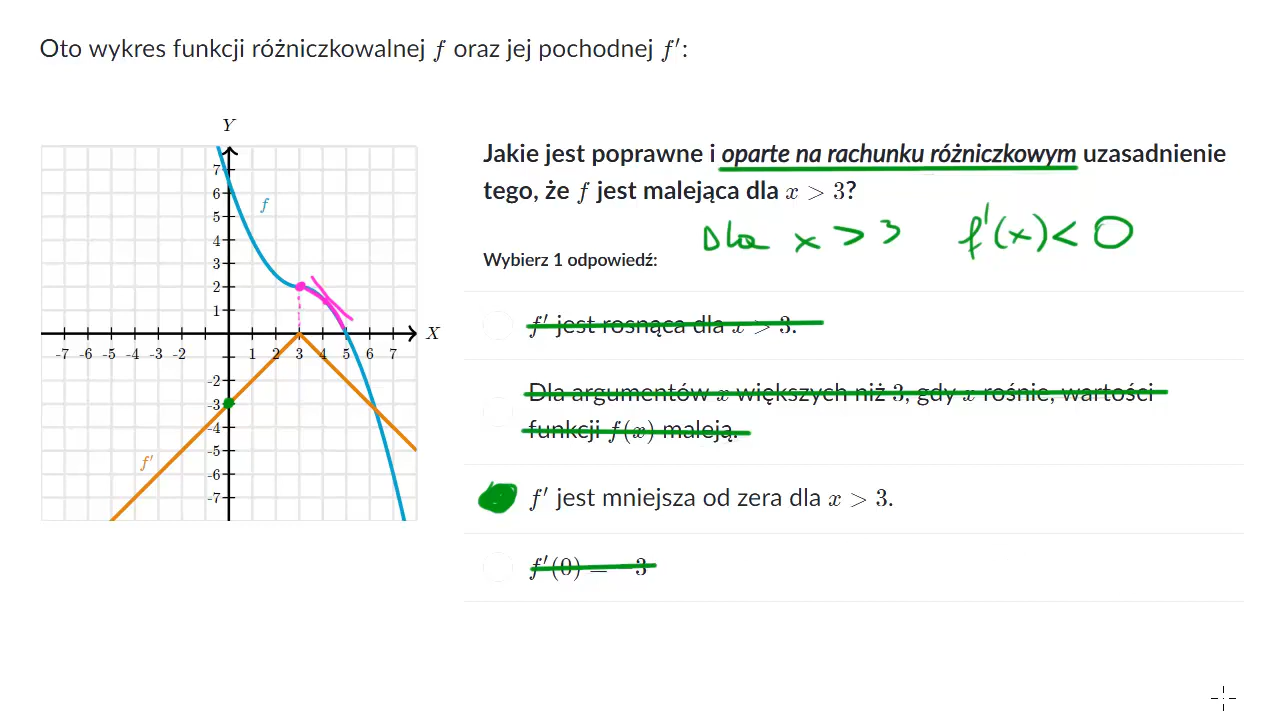 Oto wykres funkcji różniczkowalnej f oraz jej pochodnej f′:
Y
7
6
5
4
3
2
1
f
X
-7 -6 -5 -4 -3 -2 1 2 3 4 5 6 7
-2
-3
-4
-5
-6
-7
f′
Jakie jest poprawne i oparte na rachunku różniczkowym uzasadnienie
tego, że f jest malejąca dla x > 3?
Dla x > 3 f'(x) < 0
Wybierz 1 odpowiedź:
f′ jest rosnąca dla x > 3.
Dla argumentów x większych niż 3, gdy x rośnie, wartości
funkcji f(x) maleją.
f′ jest mniejsza od zera dla x > 3.
f′(0) = −3